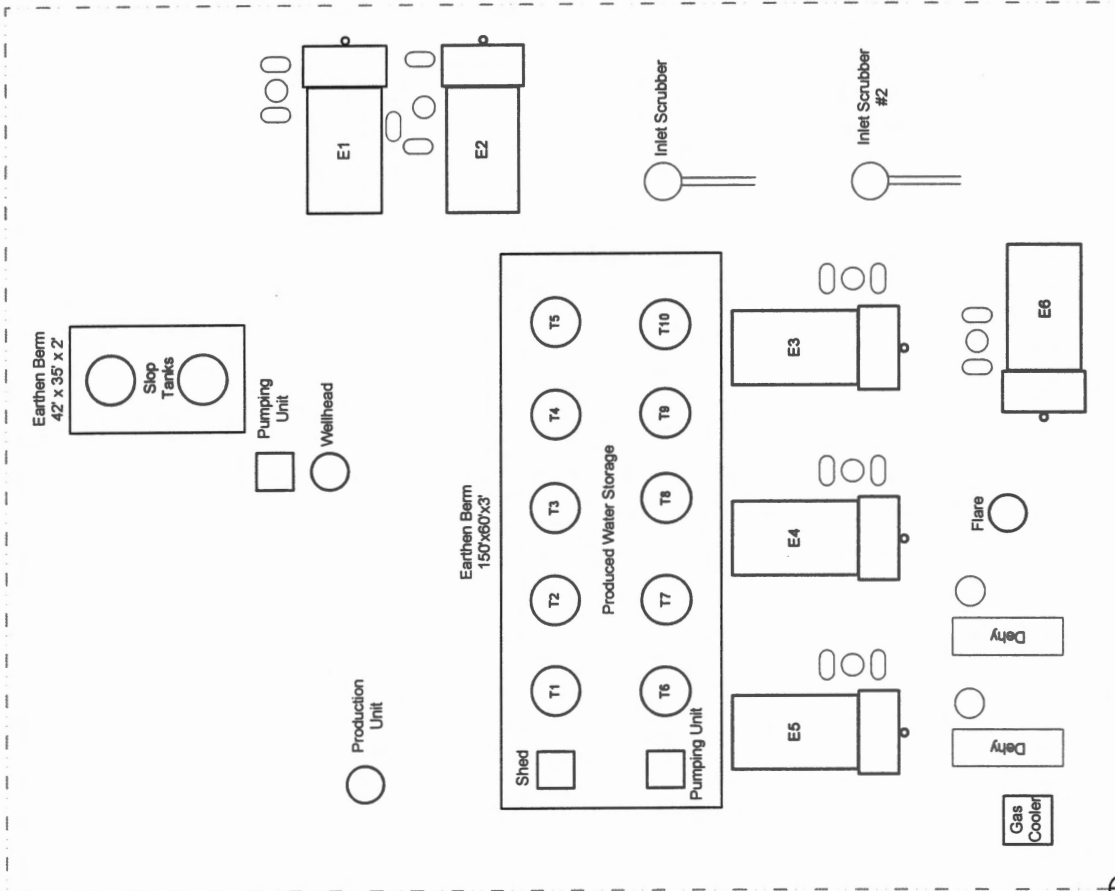 E1
E2
Inlet Scrubber
Inlet Scrubber
#2
Earthen Berm
42' x 35' x 2'
Slop
Tanks
Pumping
Unit
Wellhead
Earthen Berm
150'x60'x3'
T5
T4
T3
T2
T1
Produced Water Storage
T10
T9
T8
T7
T6
Shed
Pumping Unit
Production
Unit
E3
E4
E5
E6
Flare
Dehy
Dehy
Gas
Cooler